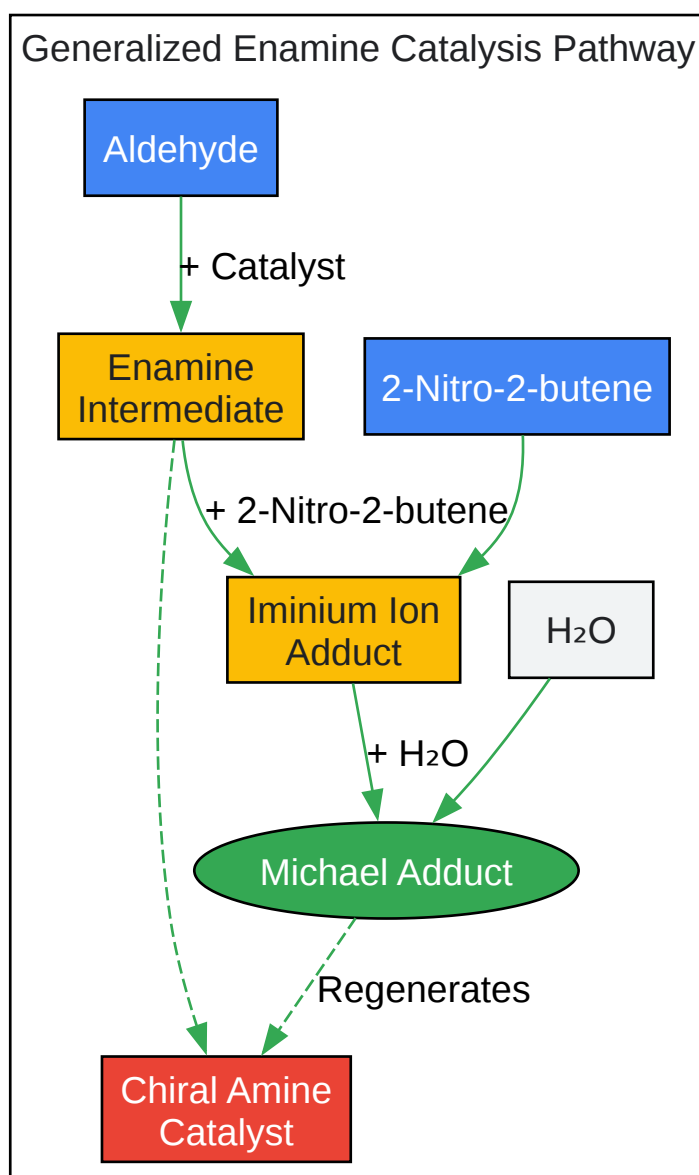 Generalized Enamine Catalysis Pathway
Aldehyde
+ Catalyst
Enamine
Intermediate
2-Nitro-2-butene
+ 2-Nitro-2-butene
Iminium Ion
Adduct
H₂O
+ H₂O
Michael Adduct
Regenerates
Chiral Amine
Catalyst